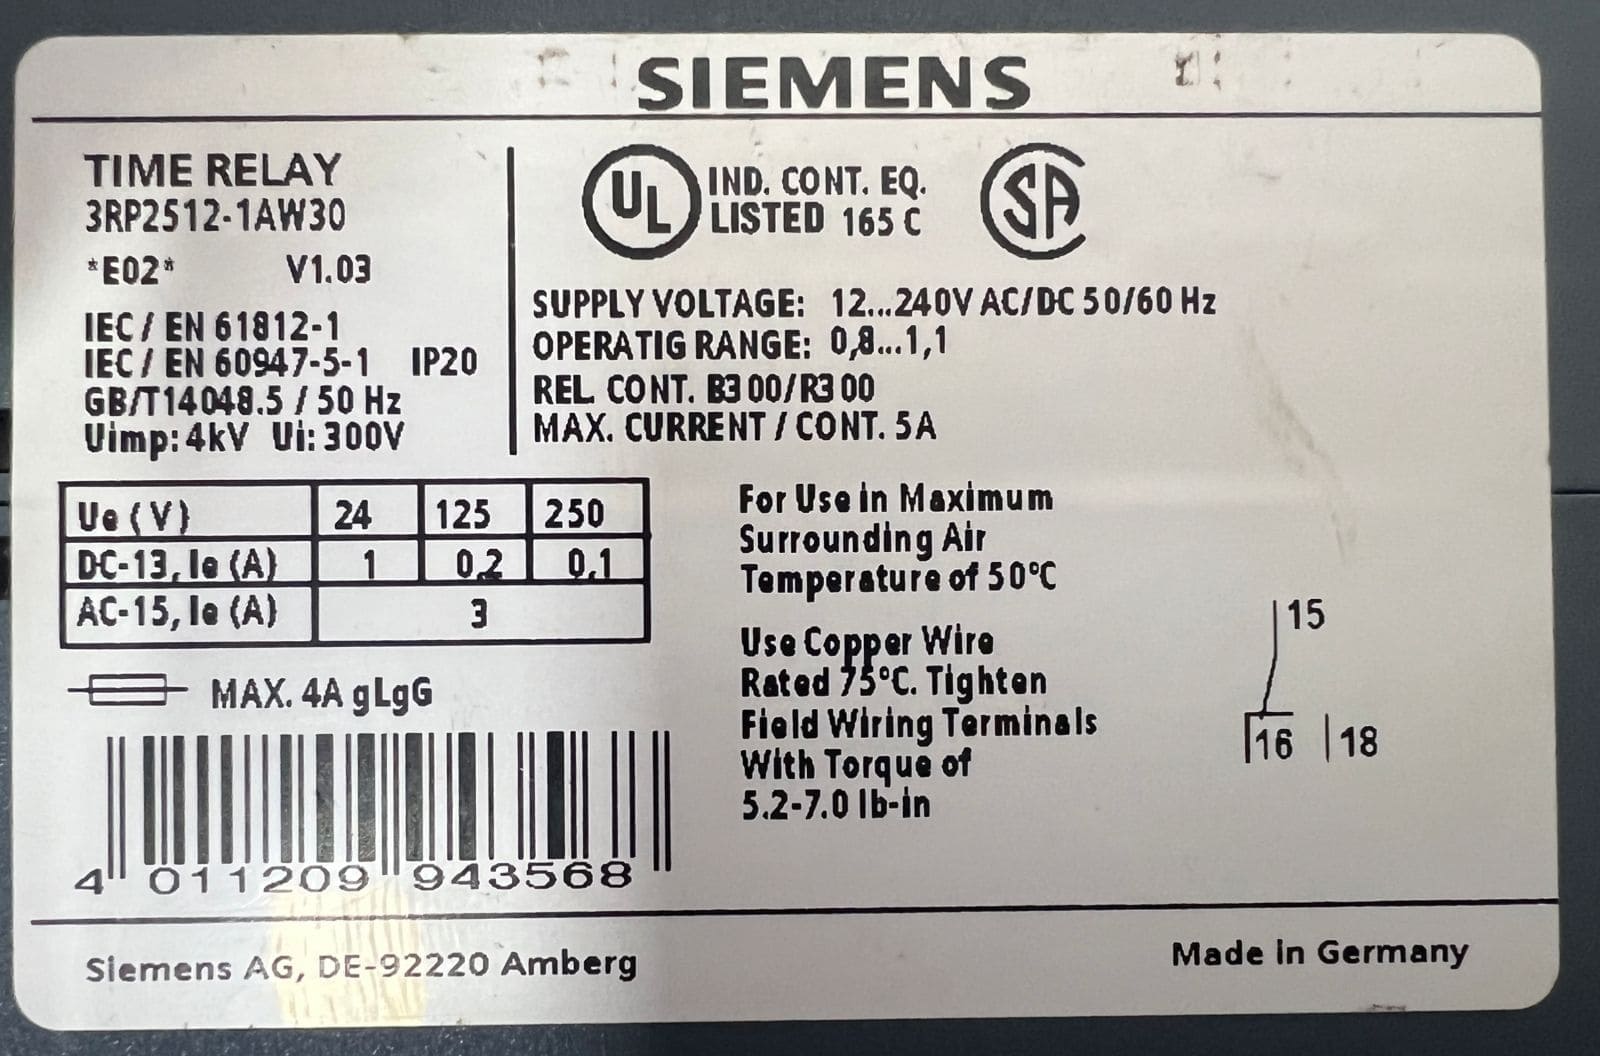 SIEMENS
TIME RELAY
3RP2512-1AW30
*E02* V1.03
IEC / EN 61812-1
IEC / EN 60947-5-1 IP20
GB/T14048.5 / 50 Hz
Uimp: 4kV Ui: 300V
UL IND. CONT. EQ.
LISTED 165 C
SA
SUPPLY VOLTAGE: 12...240V AC/DC 50/60 Hz
OPERATIG RANGE: 0,8...1,1
REL. CONT. B300/R300
MAX. CURRENT / CONT. 5A
Ue (V) 24 125 250
DC-13, Ie (A) 1 0.2 0.1
AC-15, Ie (A) 3
MAX. 4A gLgG
4 011209 943568
For Use in Maximum
Surrounding Air
Temperature of 50°C
Use Copper Wire
Rated 75°C. Tighten
Field Wiring Terminals
With Torque of
5.2-7.0 lb-in
15
16 18
Siemens AG, DE-92220 Amberg
Made in Germany